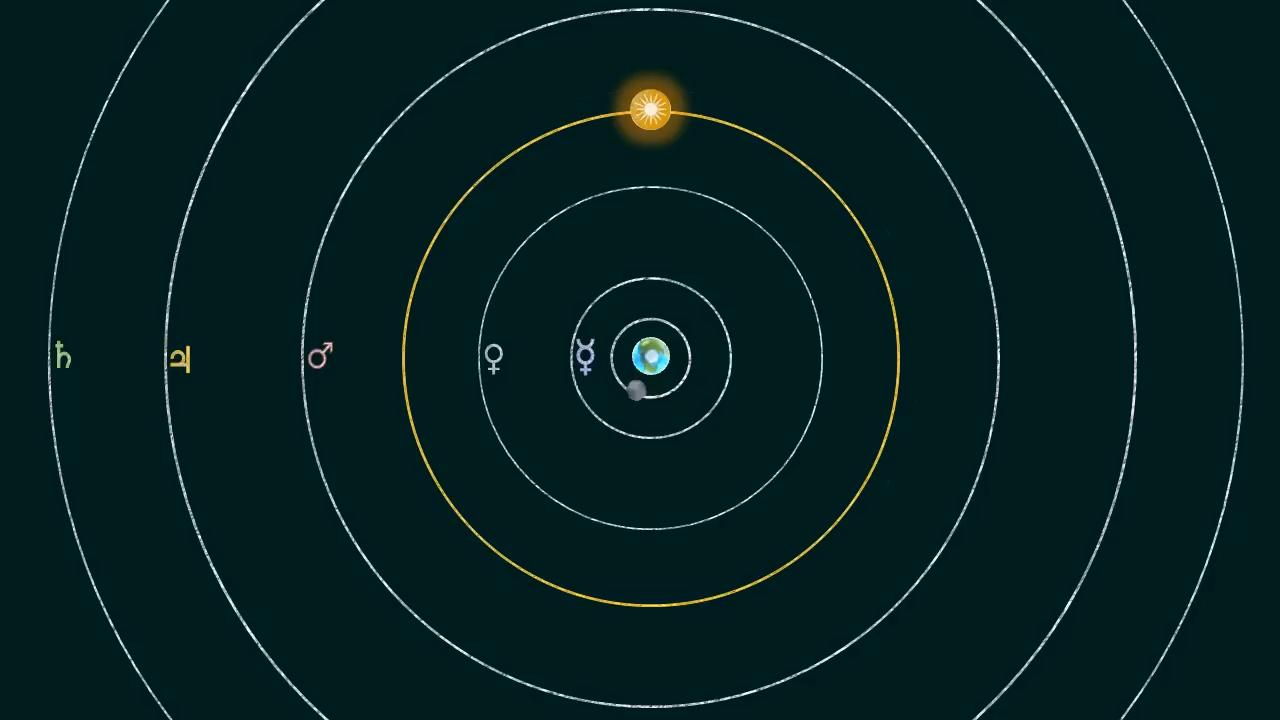 ♄ ♃ ♂ ♀ ☿